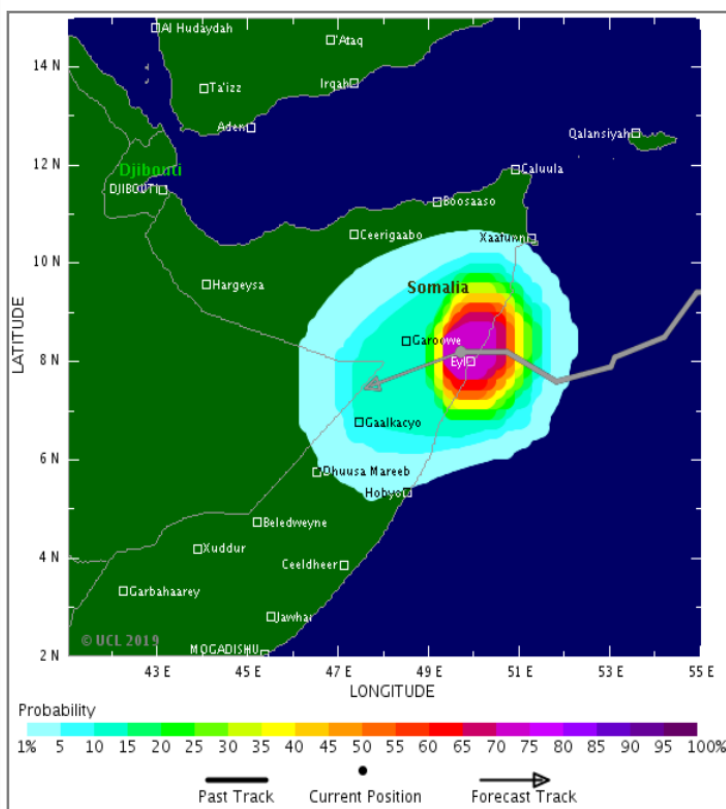 Al Hudaydah
'Ataq
14 N
Ta'izz
Irqah
Aden
Qalansiyah
12 N
Djibouti
DJIBOUTI
Caluula
Boosaaso
Ceerigaabo
Xaafuun
10 N
Hargeysa
Somalia
LATITUDE
Garoowe
8 N
Eyl
Gaalkacyo
6 N
Dhuusa Mareeb
Hobyo
Beledweyne
4 N
Xuddur
Ceeldheer
Garbahaarey
Jawhar
© UCL 2019
MOGADISHU
2 N
43 E 45 E 47 E 49 E 51 E 53 E 55 E
LONGITUDE
Probability
1% 5 10 15 20 25 30 35 40 45 50 55 60 65 70 75 80 85 90 95 100%
Past Track Current Position Forecast Track